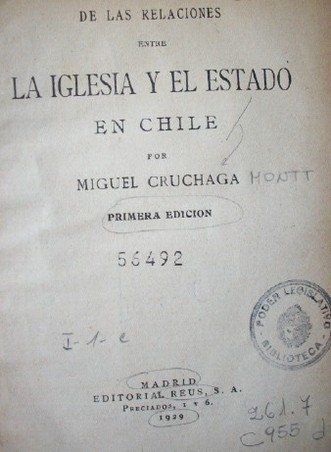 DE LAS RELACIONES
ENTRE
LA IGLESIA Y EL ESTADO
EN CHILE
POR
MIGUEL CRUCHAGA MONTT
PRIMERA EDICION
56492
PODER LEGISLATIVO
BIBLIOTECA
I-1-c
MADRID
EDITORIAL REUS, S. A.
PRECIADOS, 1 Y 6.
1929
261.7
C955d